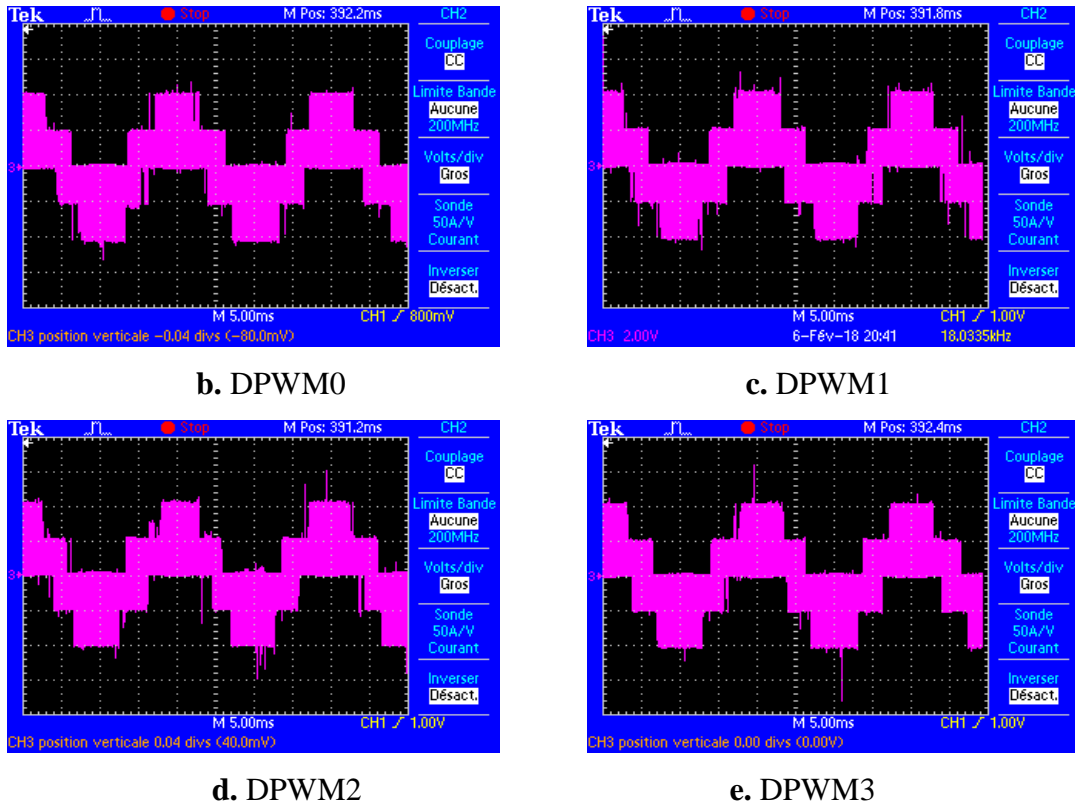 Tek Stop M Pos: 392.2ms CH2
Couplage
CC
Limite Bande
Aucune
200MHz
Volts/div
Gros
Sonde
50A/V
Courant
Inverser
Désact.
3
M 5.00ms CH1 800mV
CH3 position verticale -0.04 divs (-80.0mV)
b. DPWM0
Tek Stop M Pos: 391.8ms CH2
Couplage
CC
Limite Bande
Aucune
200MHz
Volts/div
Gros
Sonde
50A/V
Courant
Inverser
Désact.
3
M 5.00ms CH1 1.00V
CH3 2.00V 6-Fév-18 20:41 18.0335kHz
c. DPWM1
Tek Stop M Pos: 391.2ms CH2
Couplage
CC
Limite Bande
Aucune
200MHz
Volts/div
Gros
Sonde
50A/V
Courant
Inverser
Désact.
3
M 5.00ms CH1 1.00V
CH3 position verticale 0.04 divs (40.0mV)
d. DPWM2
Tek Stop M Pos: 392.4ms CH2
Couplage
CC
Limite Bande
Aucune
200MHz
Volts/div
Gros
Sonde
50A/V
Courant
Inverser
Désact.
3
M 5.00ms CH1 1.00V
CH3 position verticale 0.00 divs (0.00V)
e. DPWM3